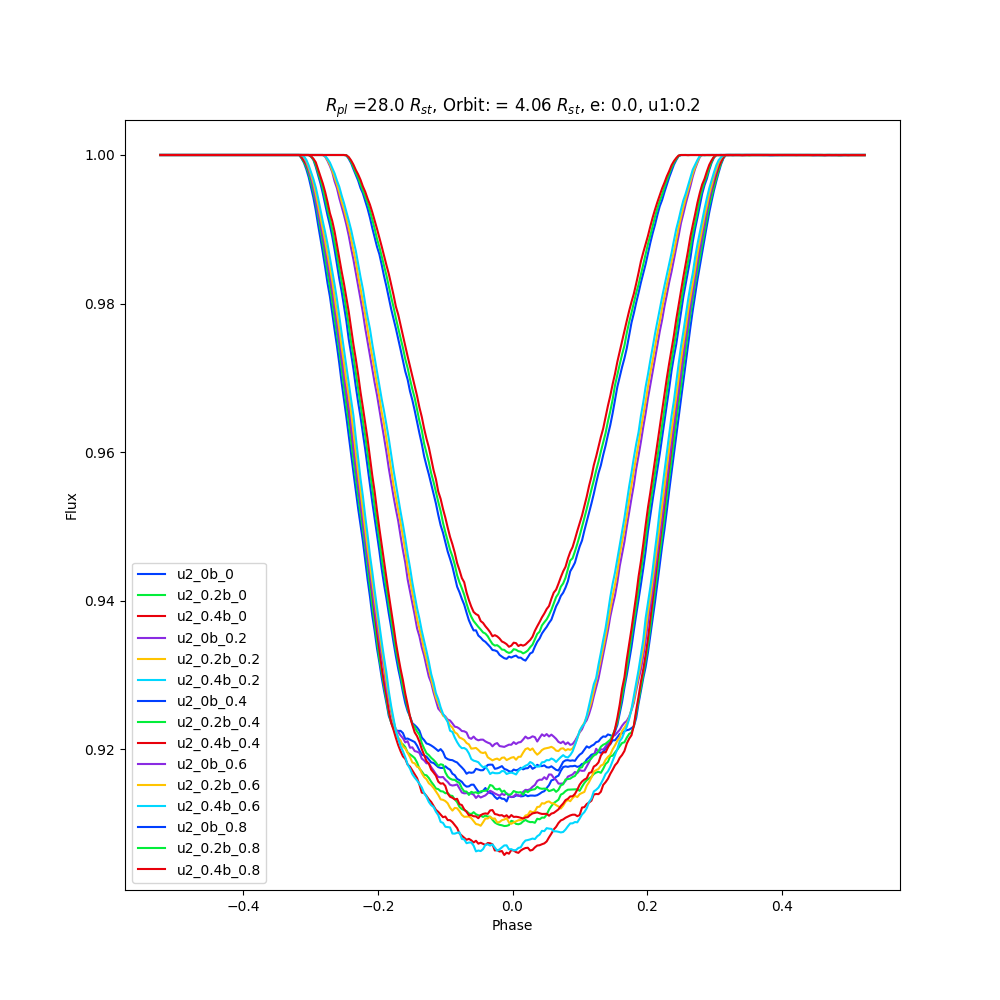 R_pl =28.0 R_st, Orbit: = 4.06 R_st, e: 0.0, u1:0.2
1.00
0.98
0.96
0.94
0.92
Flux
u2_0b_0
u2_0.2b_0
u2_0.4b_0
u2_0b_0.2
u2_0.2b_0.2
u2_0.4b_0.2
u2_0b_0.4
u2_0.2b_0.4
u2_0.4b_0.4
u2_0b_0.6
u2_0.2b_0.6
u2_0.4b_0.6
u2_0b_0.8
u2_0.2b_0.8
u2_0.4b_0.8
−0.4 −0.2 0.0 0.2 0.4
Phase